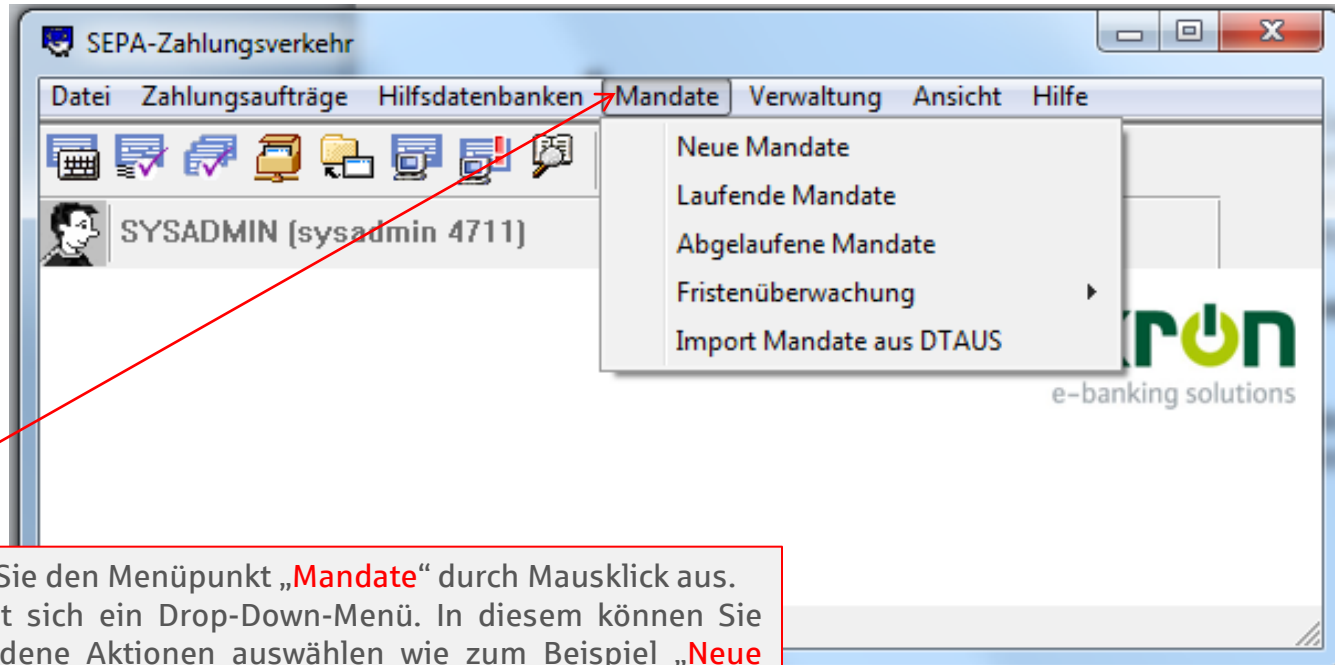 SEPA-Zahlungsverkehr
Datei Zahlungsaufträge Hilfsdatenbanken Mandate Verwaltung Ansicht Hilfe
Neue Mandate
Laufende Mandate
Abgelaufene Mandate
Fristenüberwachung
Import Mandate aus DTAUS
SYSADMIN (sysadmin 4711)
e-banking solutions
Sie den Menüpunkt „Mandate“ durch Mausklick aus.
t sich ein Drop-Down-Menü. In diesem können Sie
dene Aktionen auswählen wie zum Beispiel „Neue